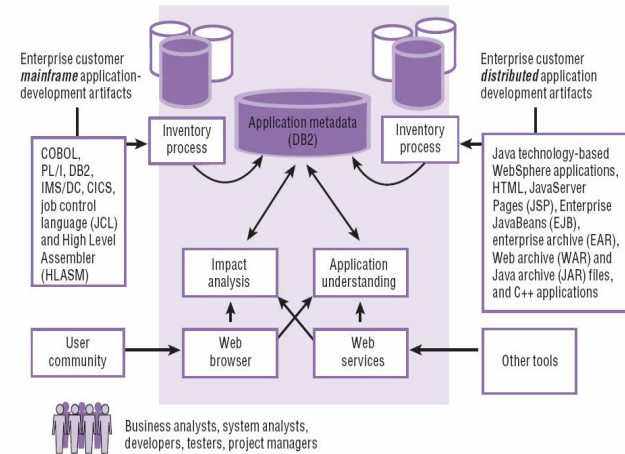 Enterprise customer
mainframe application-
development artifacts
Enterprise customer
distributed application
development artifacts
Application metadata
(DB2)
Inventory
process
Inventory
process
COBOL,
PL/I, DB2,
IMS/DC, CICS,
job control
language (JCL)
and High Level
Assembler
(HLASM)
Java technology-based
WebSphere applications,
HTML, JavaServer
Pages (JSP), Enterprise
JavaBeans (EJB),
enterprise archive (EAR),
Web archive (WAR) and
Java archive (JAR) files,
and C++ applications
Impact
analysis
Application
understanding
User
community
Web
browser
Web
services
Other tools
Business analysts, system analysts,
developers, testers, project managers